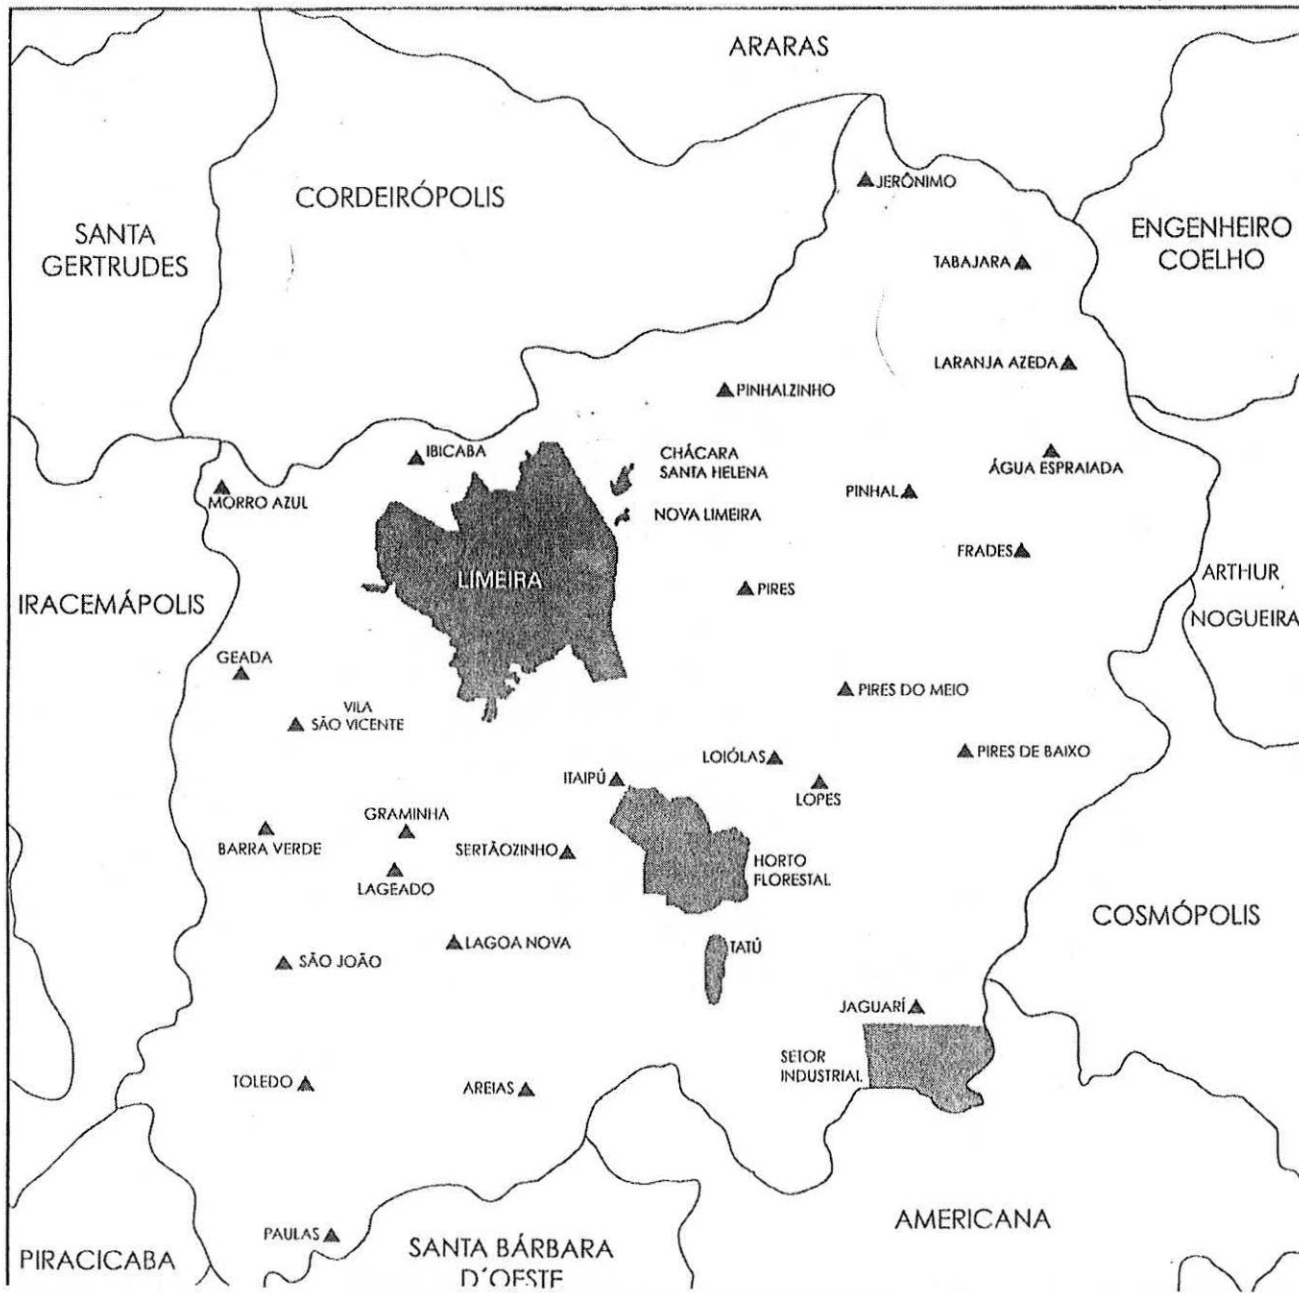 ARARAS
JERÔNIMO
CORDEIRÓPOLIS
SANTA
GERTRUDES
ENGENHEIRO
COELHO
TABAJARA
LARANJA AZEDA
PINHALZINHO
IBICABA
CHÁCARA
SANTA HELENA
ÁGUA ESPRAIADA
MORRO AZUL
PINHAL
NOVA LIMEIRA
FRADES
LIMEIRA
PIRES
ARTHUR
NOGUEIRA
IRACEMÁPOLIS
GEADA
PIRES DO MEIO
VILA
SÃO VICENTE
LOIÓLAS
PIRES DE BAIXO
ITAIPÚ
LOPES
GRAMINHA
BARRA VERDE
SERTÃOZINHO
HORTO
FLORESTAL
LAGEADO
COSMÓPOLIS
LAGOA NOVA
TATÚ
SÃO JOÃO
JAGUARÍ
SETOR
INDUSTRIAL
TOLEDO
AREIAS
AMERICANA
PAULAS
PIRACICABA
SANTA BÁRBARA
D´OESTE